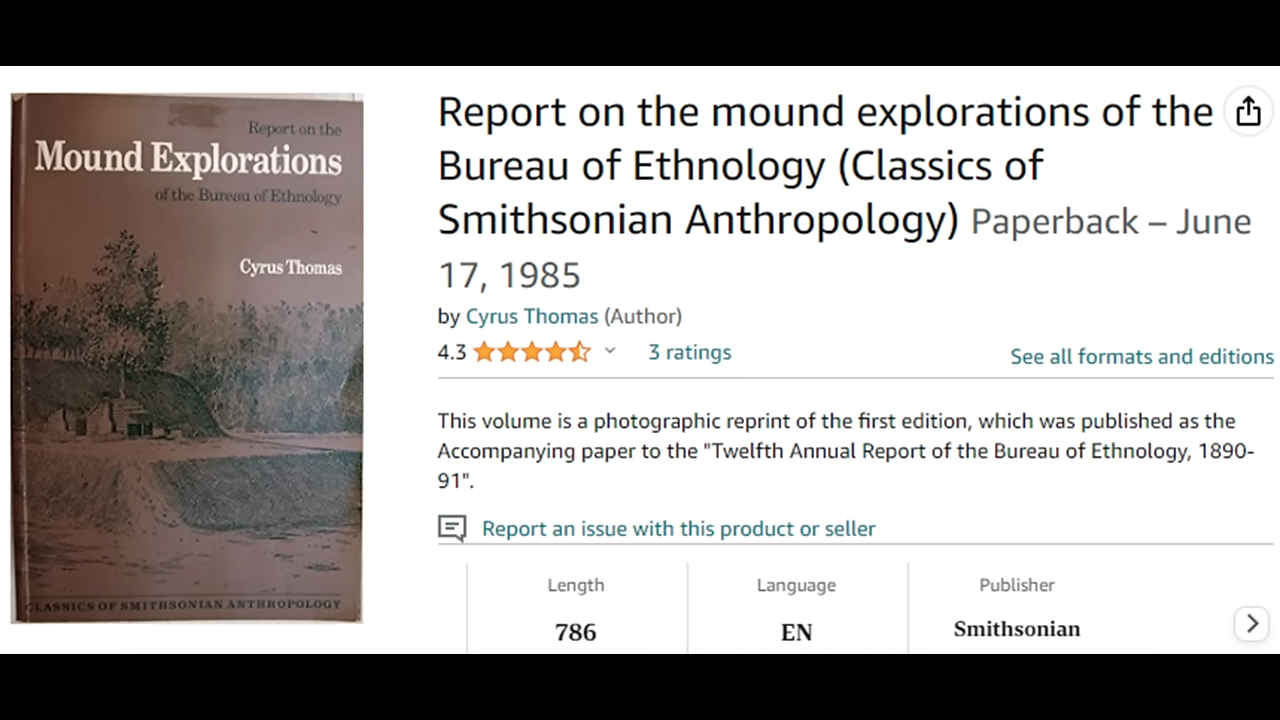 Report on the
Mound Explorations
of the Bureau of Ethnology
Cyrus Thomas
CLASSICS OF SMITHSONIAN ANTHROPOLOGY
Report on the mound explorations of the
Bureau of Ethnology (Classics of
Smithsonian Anthropology) Paperback – June
17, 1985
by Cyrus Thomas (Author)
4.3 3 ratings
See all formats and editions
This volume is a photographic reprint of the first edition, which was published as the
Accompanying paper to the "Twelfth Annual Report of the Bureau of Ethnology, 1890-
91".
Report an issue with this product or seller
Length Language Publisher
786 EN Smithsonian